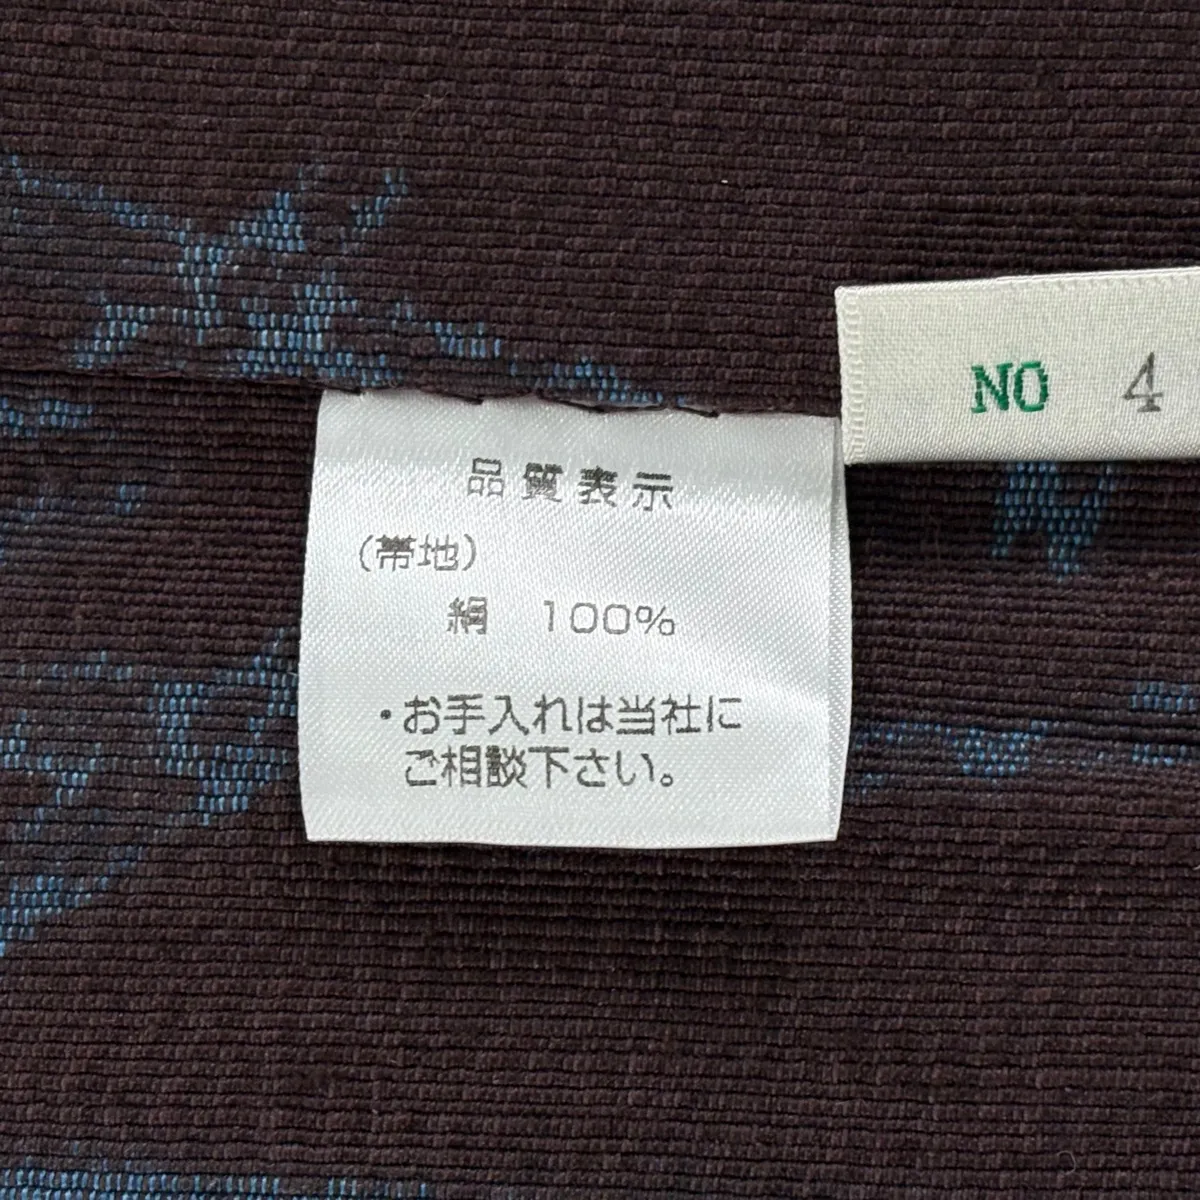 NO 4
品質表示
(帯地)
絹 100%
・お手入れは当社に
ご相談下さい。